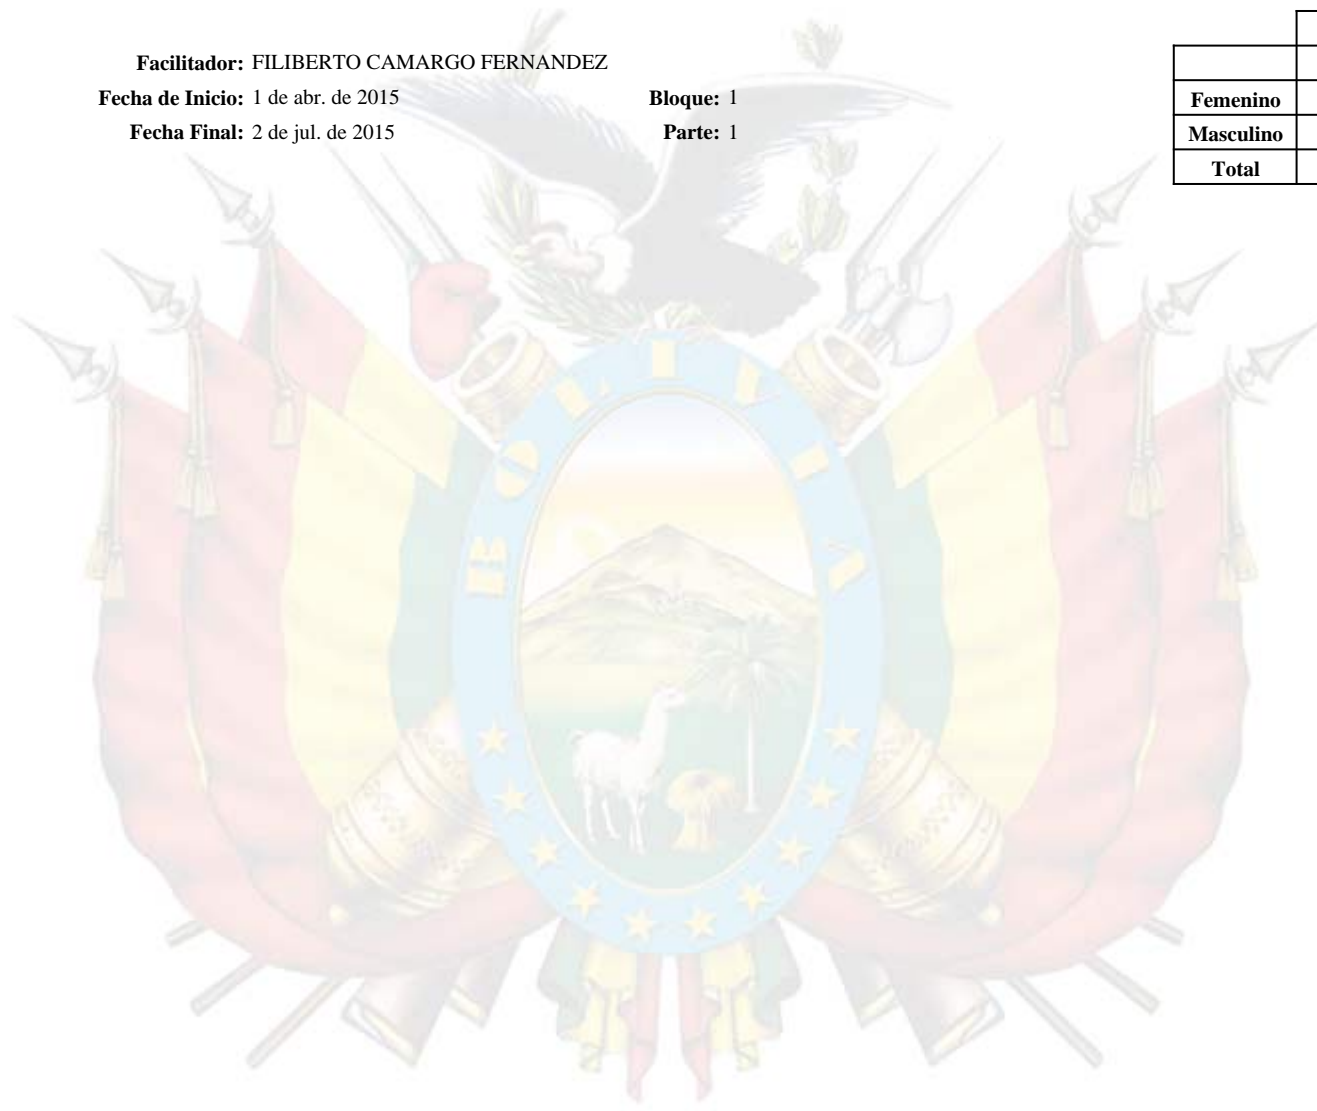 Facilitador: FILIBERTO CAMARGO FERNANDEZ
Fecha de Inicio: 1 de abr. de 2015 Bloque: 1
Fecha Final: 2 de jul. de 2015 Parte: 1
Femenino
Masculino
Total
BOLIVIA